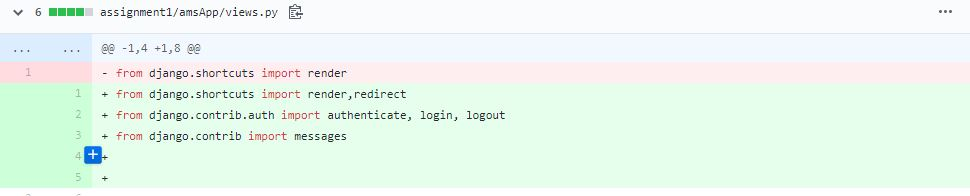 6 assignment1/amsApp/views.py ...
... ... @@ -1,4 +1,8 @@
1 - from django.shortcuts import render
1 + from django.shortcuts import render,redirect
2 + from django.contrib.auth import authenticate, login, logout
3 + from django.contrib import messages
4 +
5 +